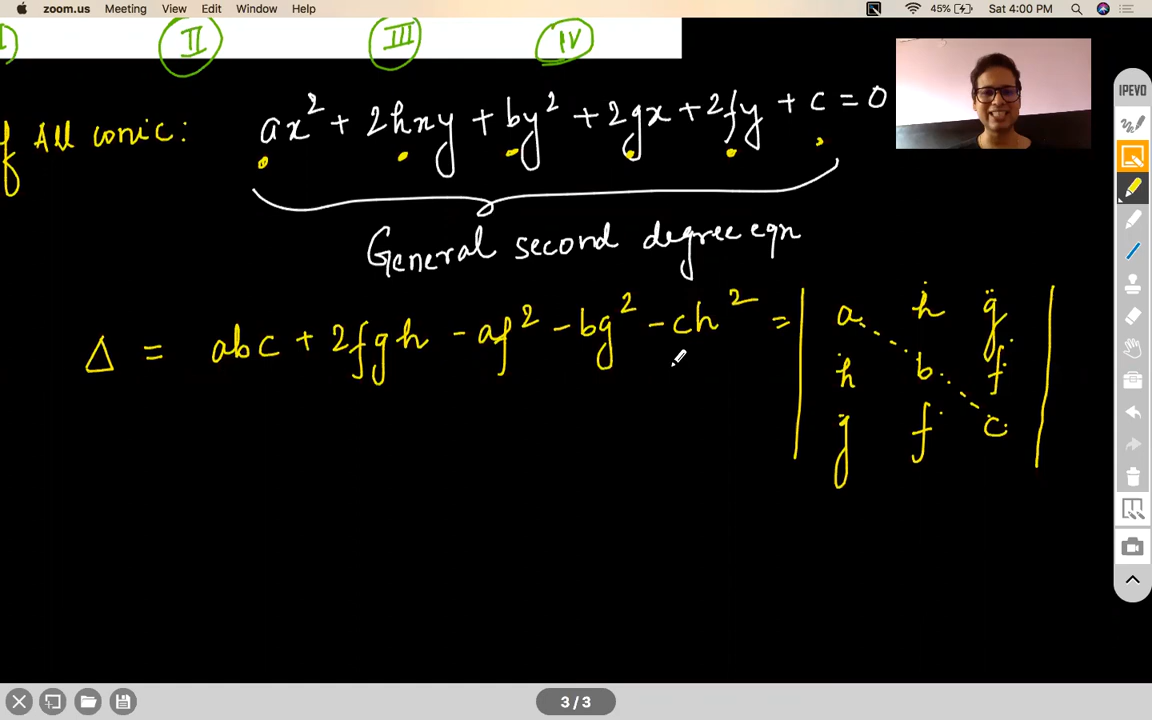 zoom.us Meeting View Edit Window Help 45% Sat 4:00 PM
II III IV
IPEVO
All conic: ax² + 2hxy + by² + 2gx + 2fy + c = 0
General second degree eqn
Δ = abc + 2fgh - af² - bg² - ch² = | a h g |
| h b f |
| g f c |
3/3